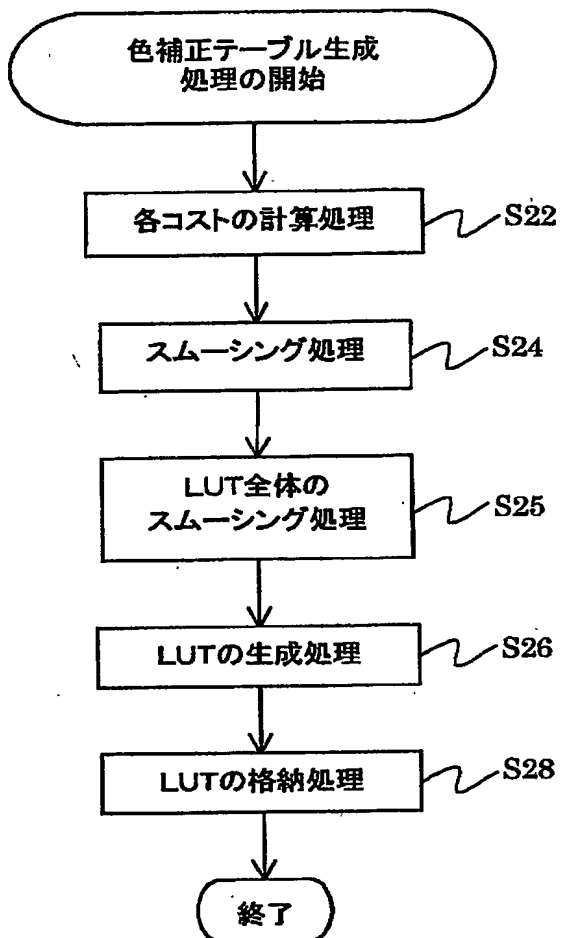 色補正テーブル生成
処理の開始
各コストの計算処理
S22
スムーシング処理
S24
LUT全体の
スムーシング処理
S25
LUTの生成処理
S26
LUTの格納処理
S28
終了